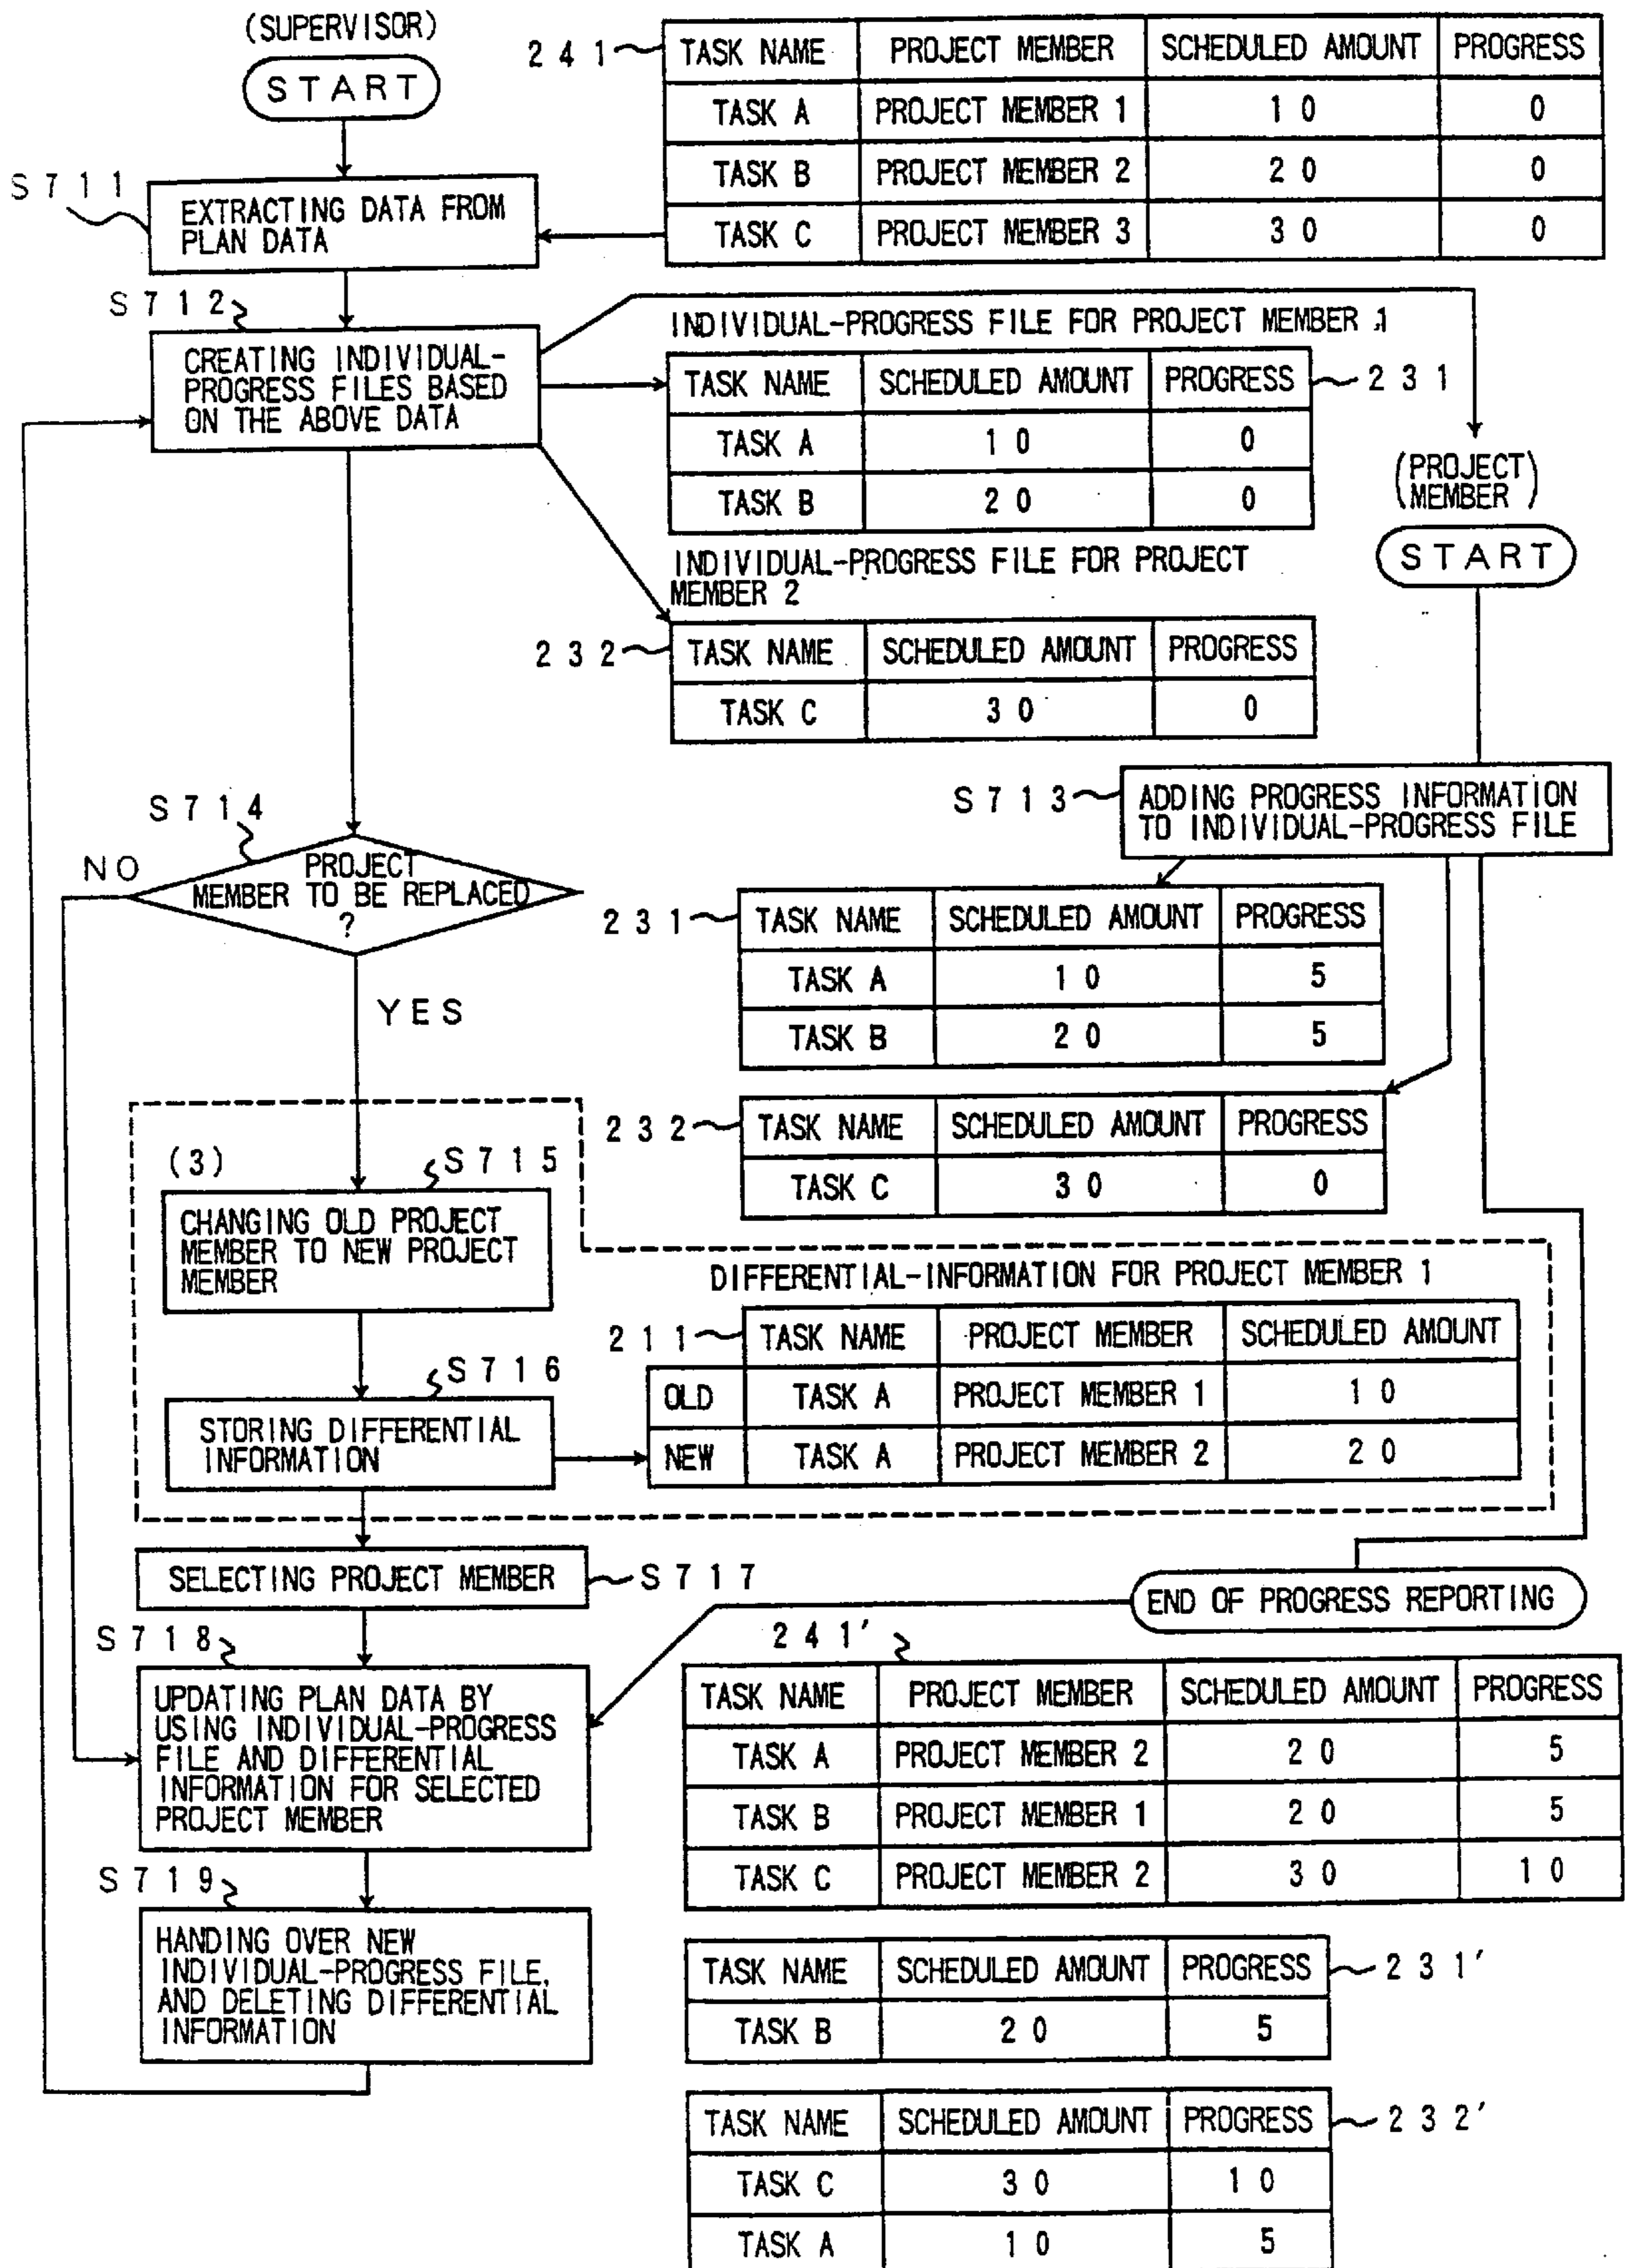 (SUPERVISOR)
START
241
TASK NAME PROJECT MEMBER SCHEDULED AMOUNT PROGRESS
TASK A PROJECT MEMBER 1 10 0
TASK B PROJECT MEMBER 2 20 0
TASK C PROJECT MEMBER 3 30 0
S711
EXTRACTING DATA FROM
PLAN DATA
S712
CREATING INDIVIDUAL-
PROGRESS FILES BASED
ON THE ABOVE DATA
INDIVIDUAL-PROGRESS FILE FOR PROJECT MEMBER 1
TASK NAME SCHEDULED AMOUNT PROGRESS
231
TASK A 10 0
TASK B 20 0
INDIVIDUAL-PROGRESS FILE FOR PROJECT
MEMBER 2
232
TASK NAME SCHEDULED AMOUNT PROGRESS
TASK C 30 0
(PROJECT
MEMBER)
START
S713
ADDING PROGRESS INFORMATION
TO INDIVIDUAL-PROGRESS FILE
S714
PROJECT
MEMBER TO BE REPLACED
?
NO
YES
231
TASK NAME SCHEDULED AMOUNT PROGRESS
TASK A 10 5
TASK B 20 5
232
TASK NAME SCHEDULED AMOUNT PROGRESS
TASK C 30 0
(3)
S715
CHANGING OLD PROJECT
MEMBER TO NEW PROJECT
MEMBER
DIFFERENTIAL-INFORMATION FOR PROJECT MEMBER 1
211
TASK NAME PROJECT MEMBER SCHEDULED AMOUNT
OLD TASK A PROJECT MEMBER 1 10
NEW TASK A PROJECT MEMBER 2 20
S716
STORING DIFFERENTIAL
INFORMATION
SELECTING PROJECT MEMBER
S717
END OF PROGRESS REPORTING
S718
UPDATING PLAN DATA BY
USING INDIVIDUAL-PROGRESS
FILE AND DIFFERENTIAL
INFORMATION FOR SELECTED
PROJECT MEMBER
241'
TASK NAME PROJECT MEMBER SCHEDULED AMOUNT PROGRESS
TASK A PROJECT MEMBER 2 20 5
TASK B PROJECT MEMBER 1 20 5
TASK C PROJECT MEMBER 2 30 10
S719
HANDING OVER NEW
INDIVIDUAL-PROGRESS FILE,
AND DELETING DIFFERENTIAL
INFORMATION
TASK NAME SCHEDULED AMOUNT PROGRESS
231'
TASK B 20 5
TASK NAME SCHEDULED AMOUNT PROGRESS
232'
TASK C 30 10
TASK A 10 5